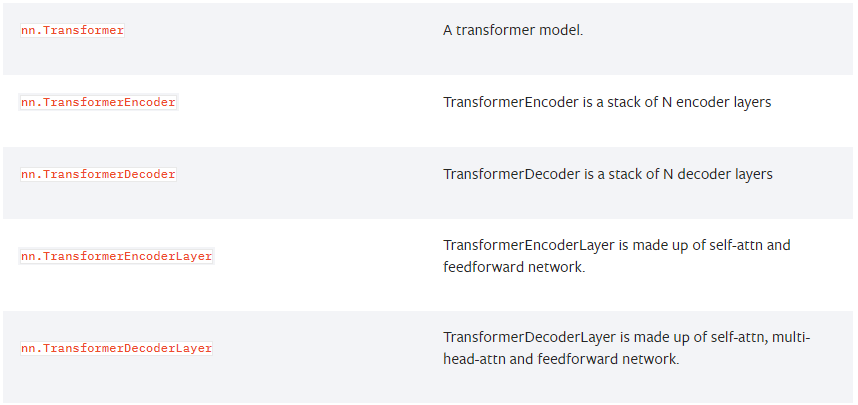 nn.Transformer
A transformer model.
nn.TransformerEncoder
TransformerEncoder is a stack of N encoder layers
nn.TransformerDecoder
TransformerDecoder is a stack of N decoder layers
nn.TransformerEncoderLayer
TransformerEncoderLayer is made up of self-attn and
feedforward network.
nn.TransformerDecoderLayer
TransformerDecoderLayer is made up of self-attn, multi-
head-attn and feedforward network.